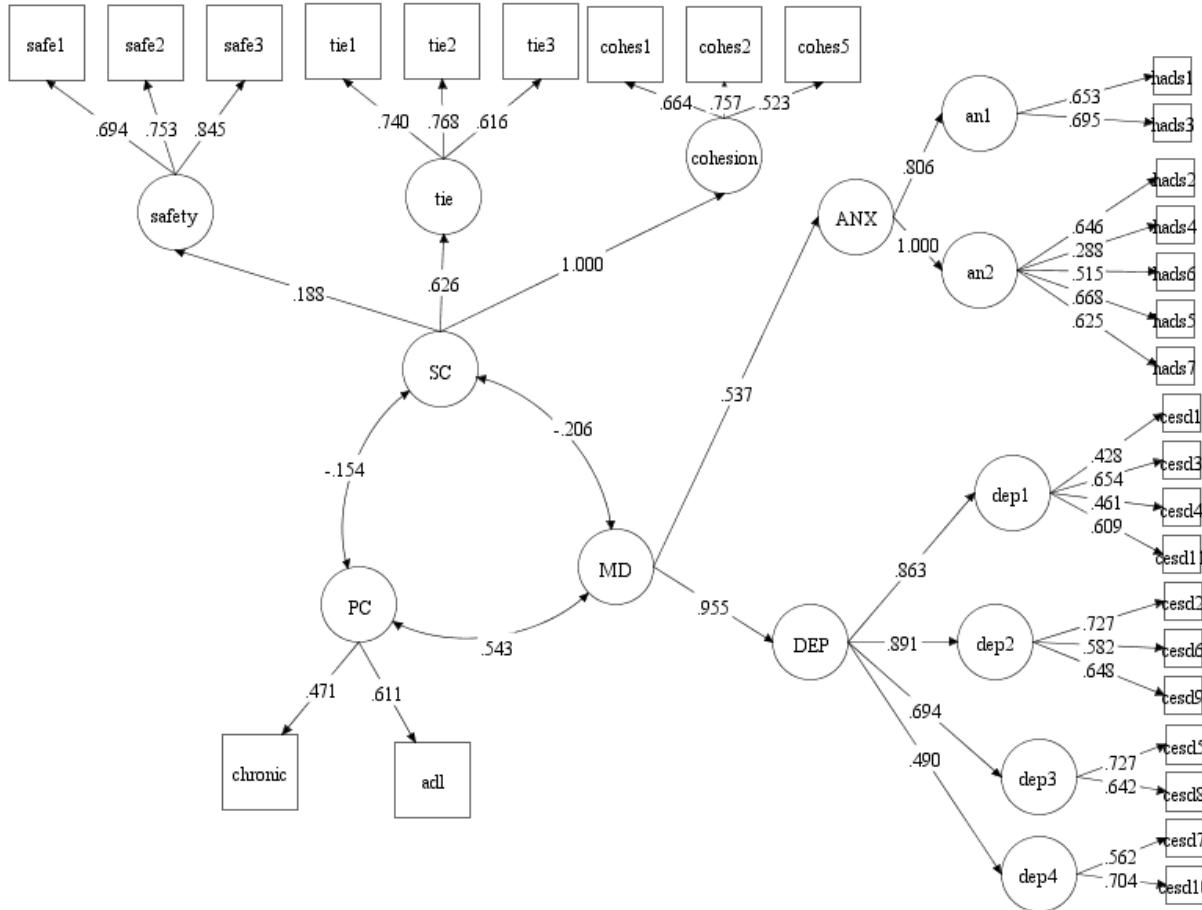 safe1 safe2 safe3 tie1 tie2 tie3 cohes1 cohes2 cohes5
.694 .753 .845 .740 .768 .616 .664 .757 .523
safety tie cohesion
.188 .626 1.000
SC
-.154 -.206
PC MD
.543
.471 .611
chronic adl
.537 .955
ANX
.806
1.000
an1
.653 hads1
.695 hads3
an2
.646 hads2
.288 hads4
.515 hads6
.668 hads5
.625 hads7
DEP
.863
.891
.694
.490
dep1
.428 cesd1
.654 cesd3
.461 cesd4
.609 cesd11
dep2
.727 cesd2
.582 cesd6
.648 cesd9
dep3
.727 cesd5
.642 cesd8
dep4
.562 cesd7
.704 cesd10